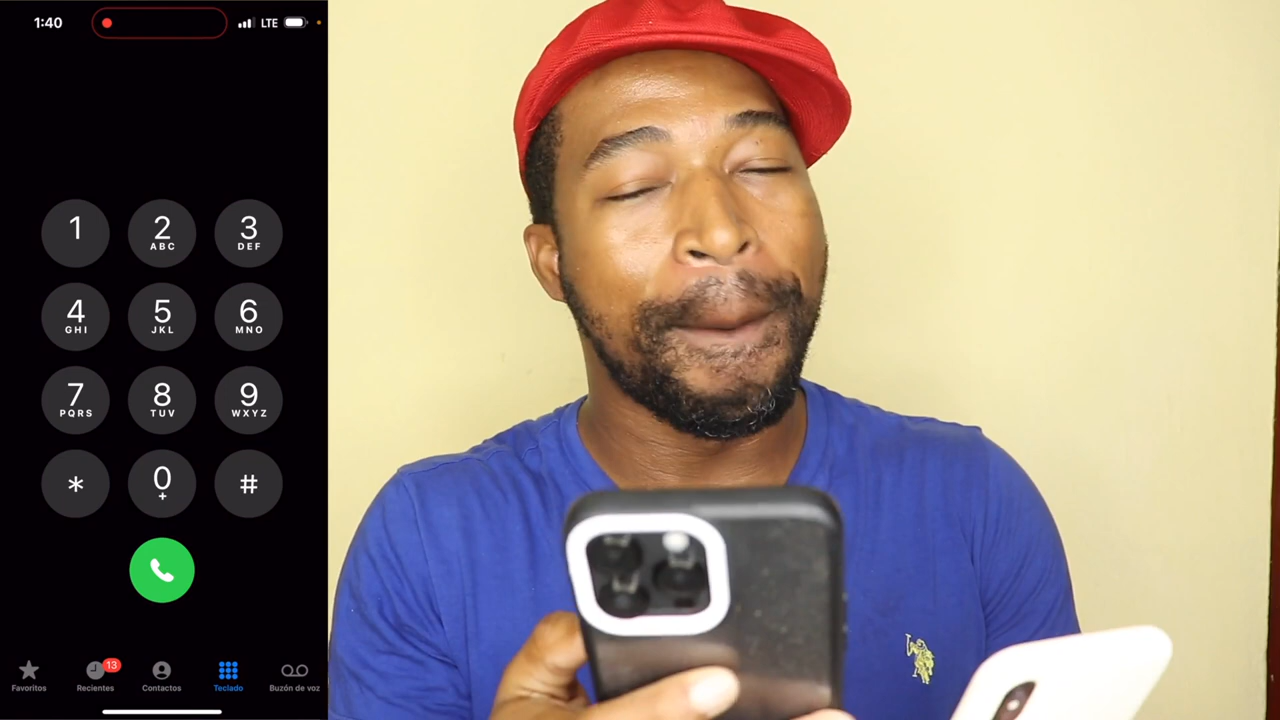 1:40 LTE
1 2 3
ABC DEF
4 5 6
GHI JKL MNO
7 8 9
PQRS TUV WXYZ
* 0 #
+
13
Favoritos Recientes Contactos Teclado Buzón de voz